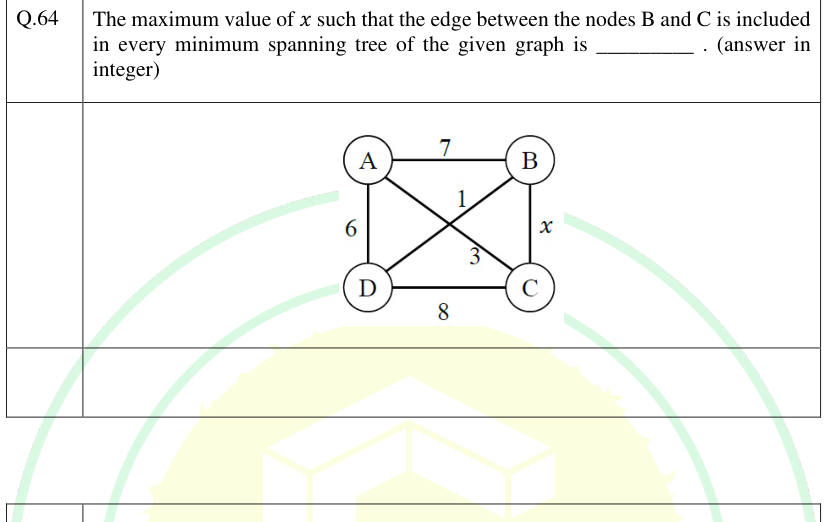 Q.64
The maximum value of x such that the edge between the nodes B and C is included
in every minimum spanning tree of the given graph is _________ . (answer in
integer)
7
A
B
1
6
x
3
D
C
8